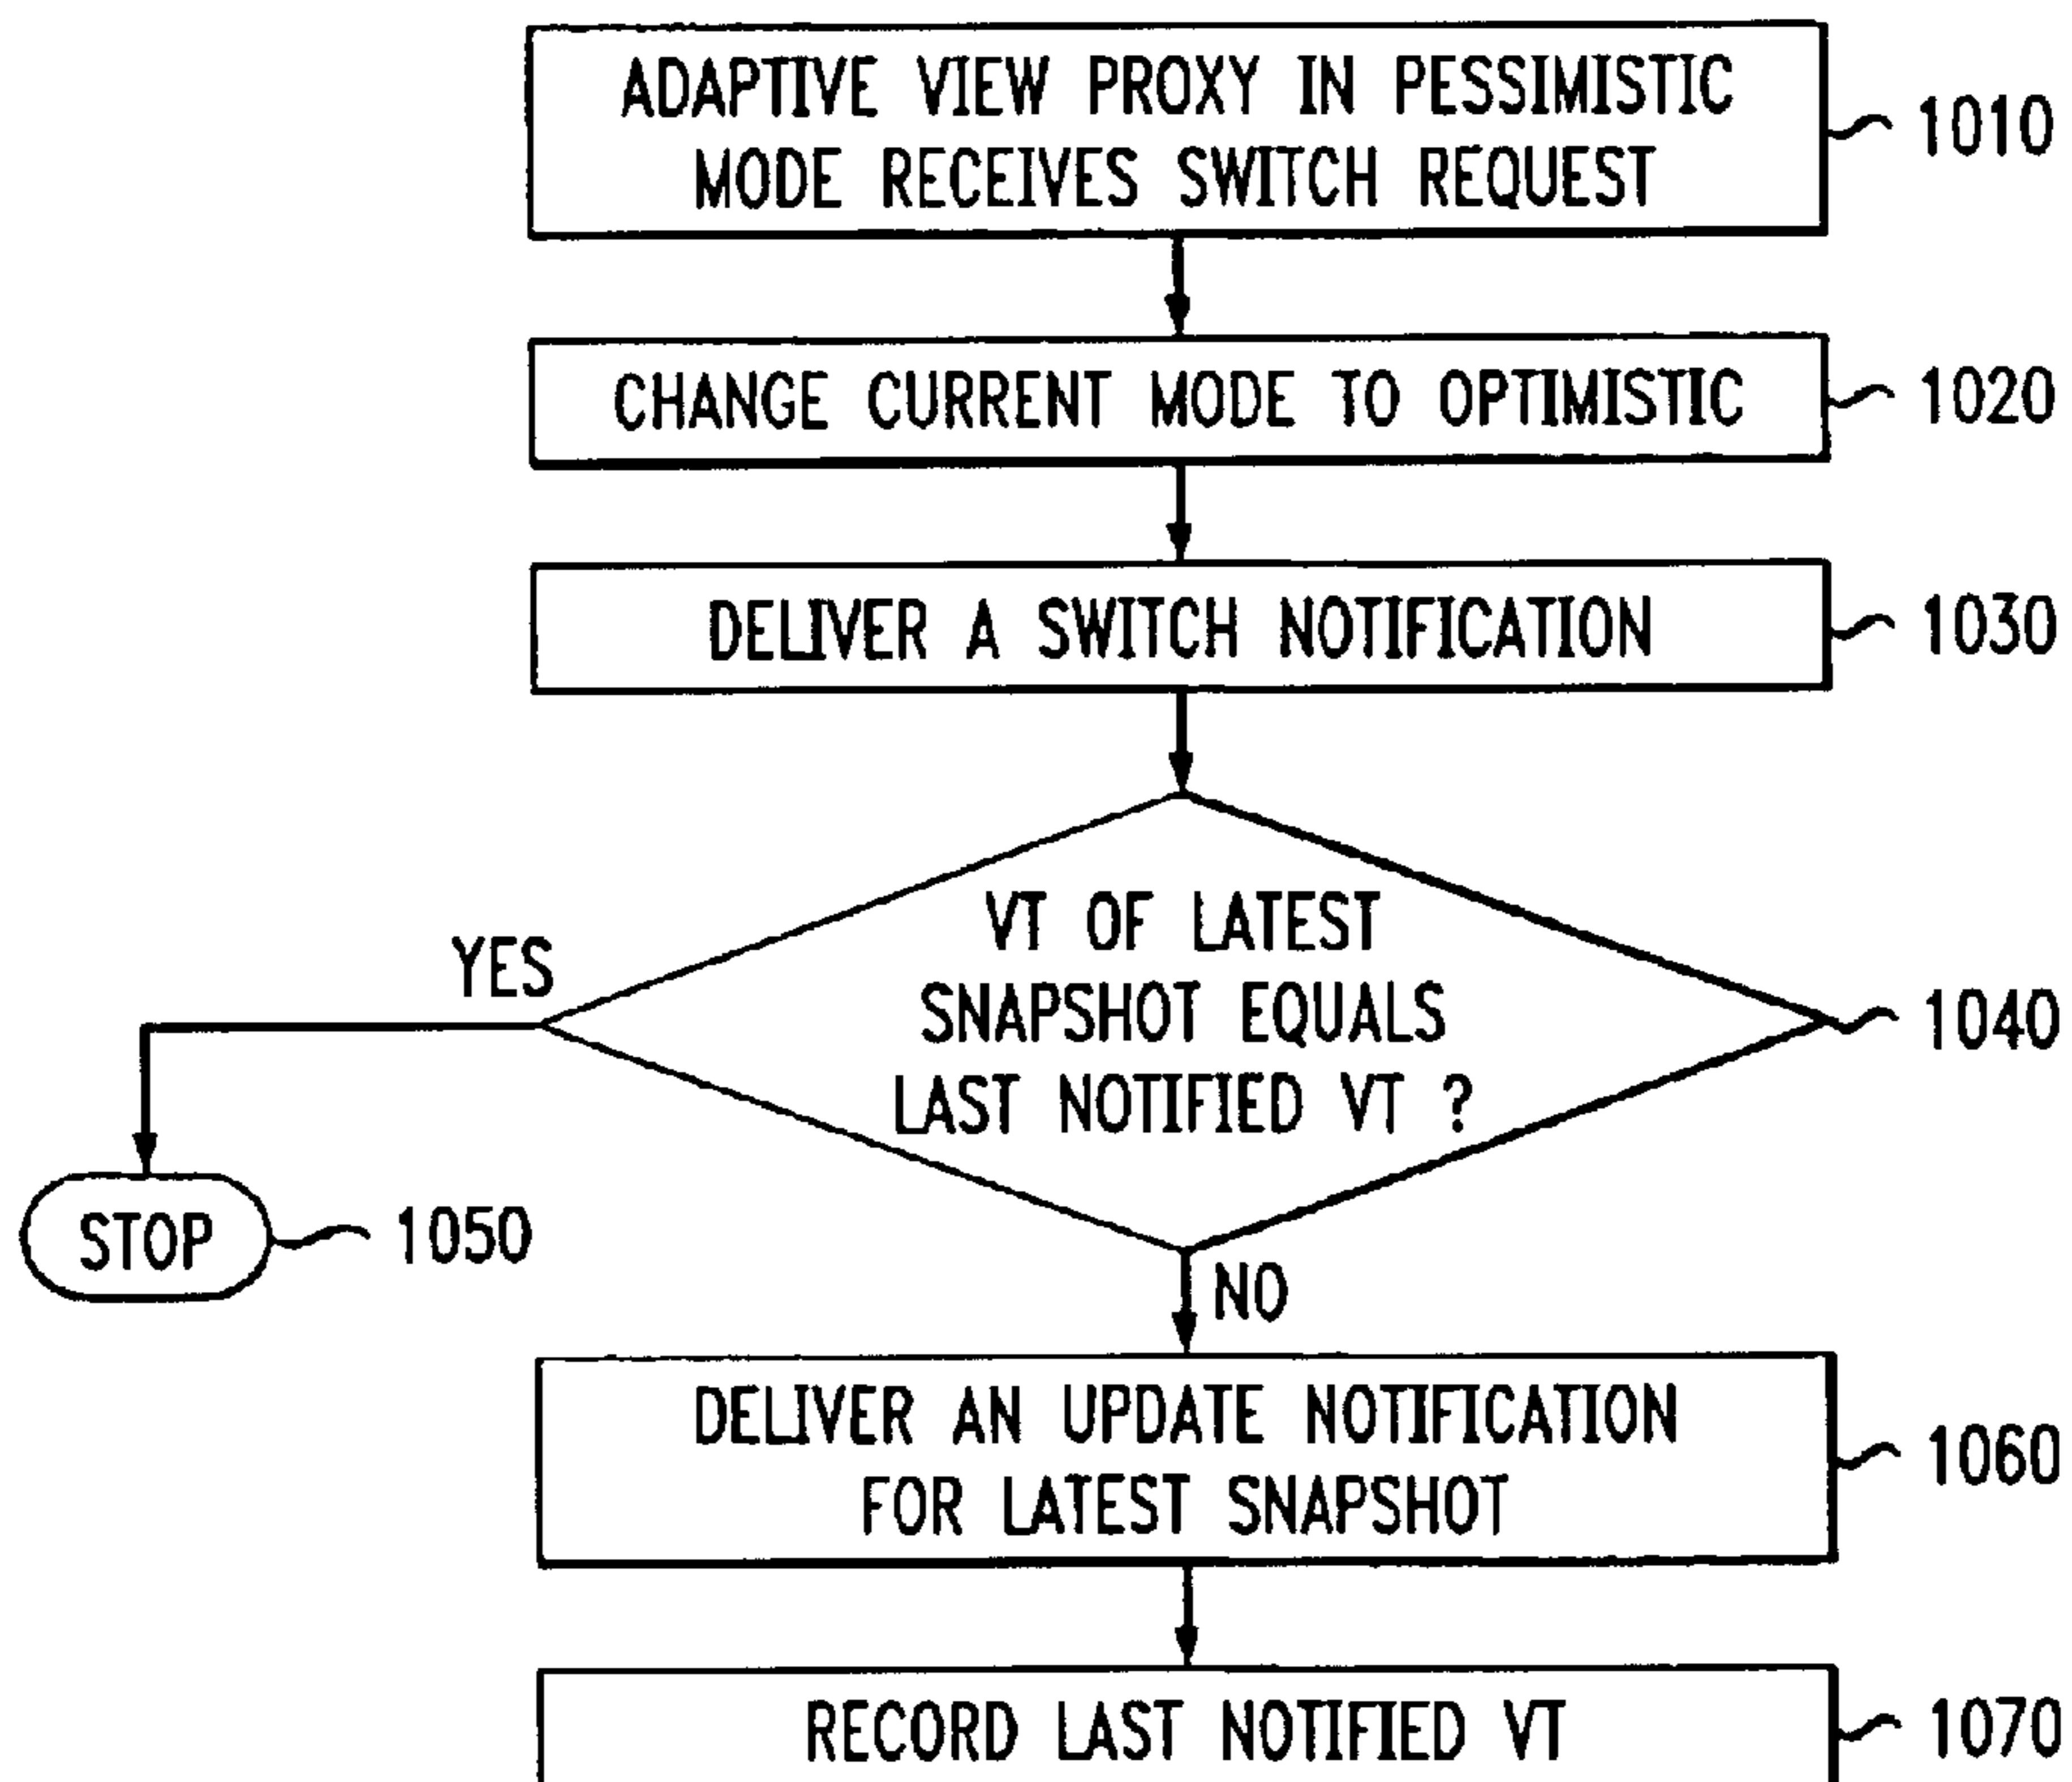 ADAPTIVE VIEW PROXY IN PESSIMISTIC
MODE RECEIVES SWITCH REQUEST
1010
CHANGE CURRENT MODE TO OPTIMISTIC
1020
DELIVER A SWITCH NOTIFICATION
1030
VT OF LATEST
SNAPSHOT EQUALS
LAST NOTIFIED VT ?
1040
YES
STOP
1050
NO
DELIVER AN UPDATE NOTIFICATION
FOR LATEST SNAPSHOT
1060
RECORD LAST NOTIFIED VT
1070